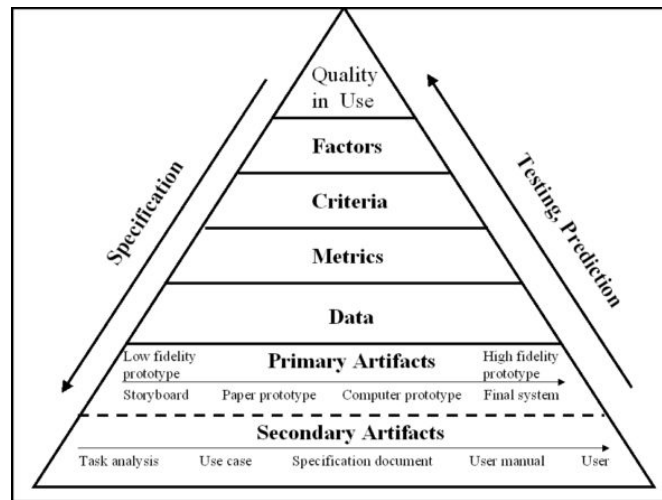 Quality
in Use
Factors
Criteria
Metrics
Data
Specification
Testing, Prediction
Low fidelity
prototype
Primary Artifacts
High fidelity
prototype
Storyboard Paper prototype Computer prototype Final system
Secondary Artifacts
Task analysis Use case Specification document User manual User